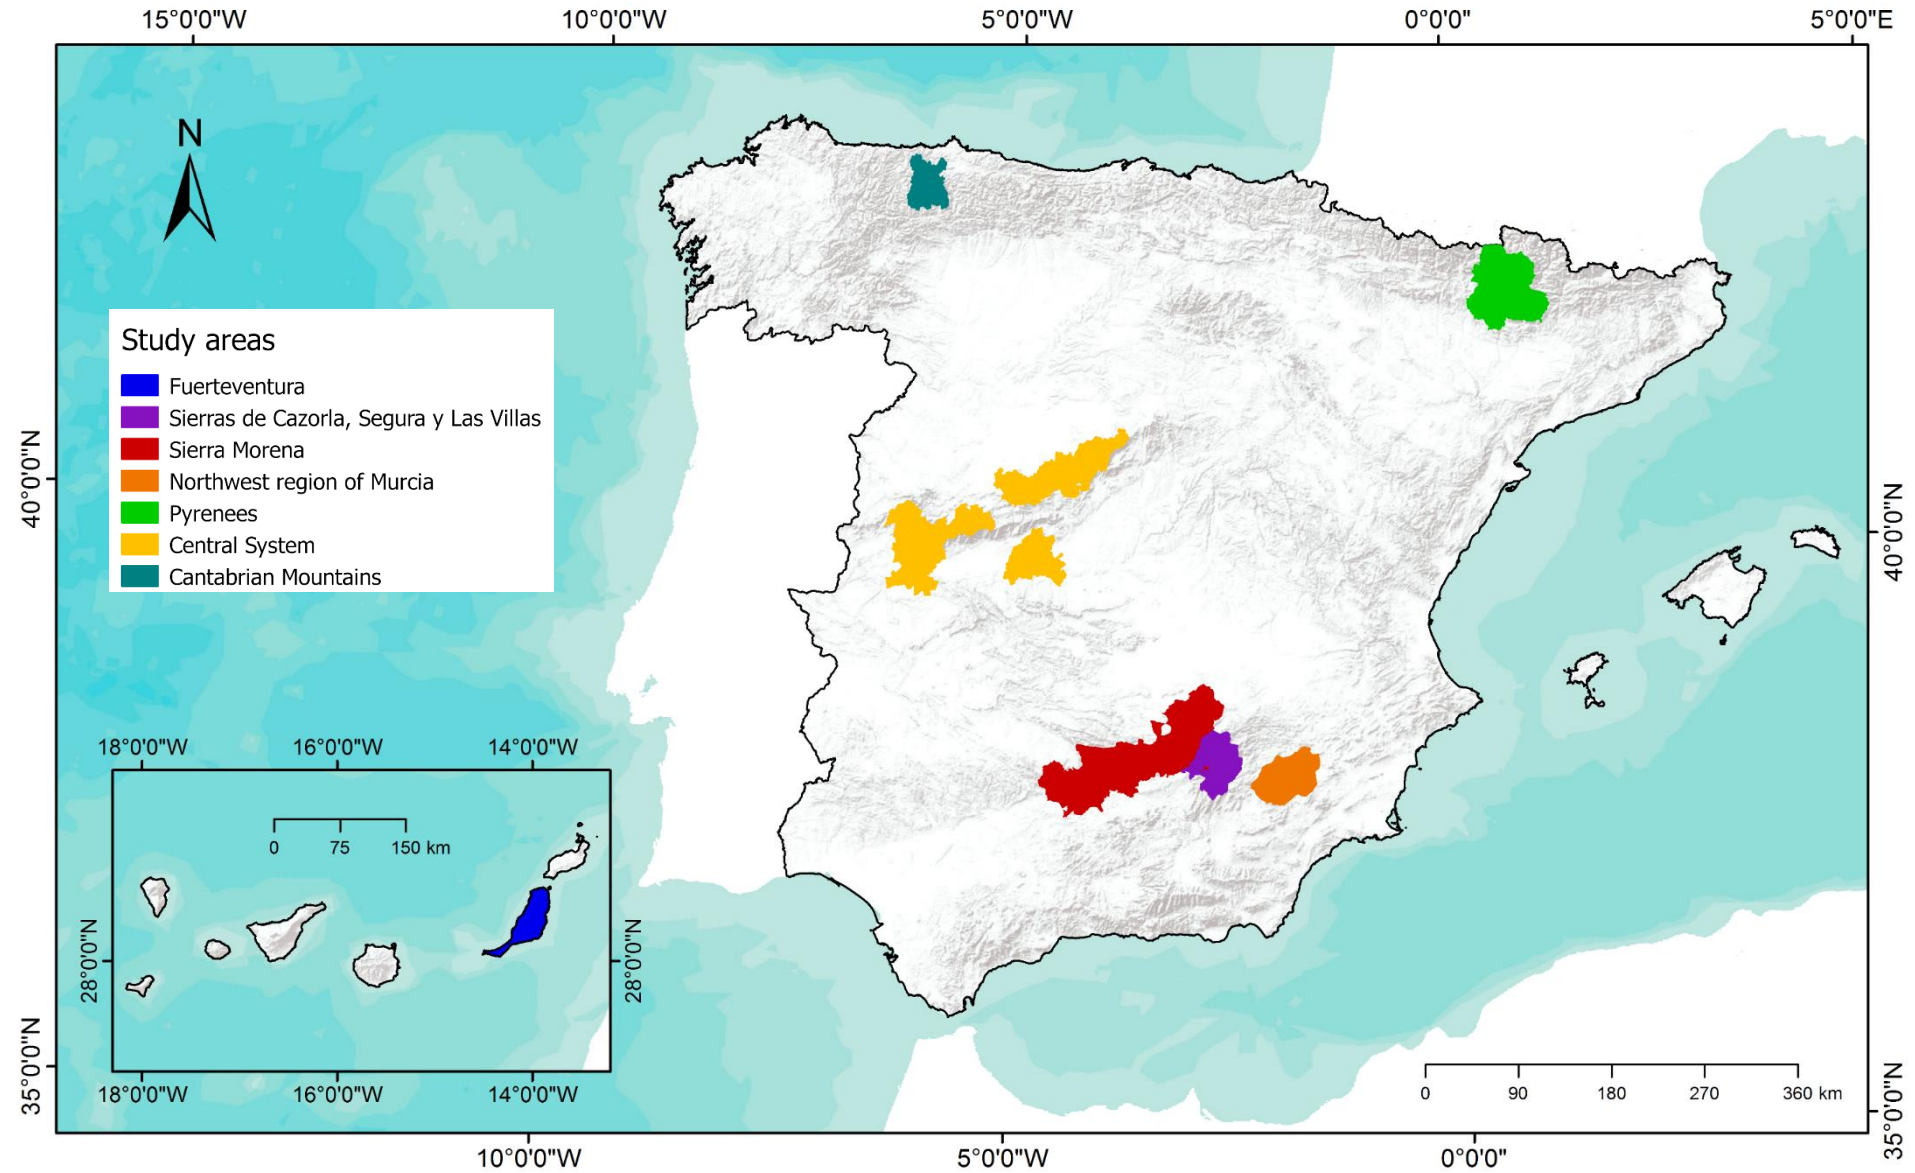 15°0'0"W 10°0'0"W 5°0'0"W 0°0'0" 5°0'0"E
N
Study areas
Fuerteventura
Sierras de Cazorla, Segura y Las Villas
Sierra Morena
Northwest region of Murcia
Pyrenees
Central System
Cantabrian Mountains
40°0'0"N
40°0'0"N
18°0'0"W 16°0'0"W 14°0'0"W
0 75 150 km
28°0'0"N
28°0'0"N
18°0'0"W 16°0'0"W 14°0'0"W
35°0'0"N
0 90 180 270 360 km
35°0'0"N
10°0'0"W 5°0'0"W 0°0'0"